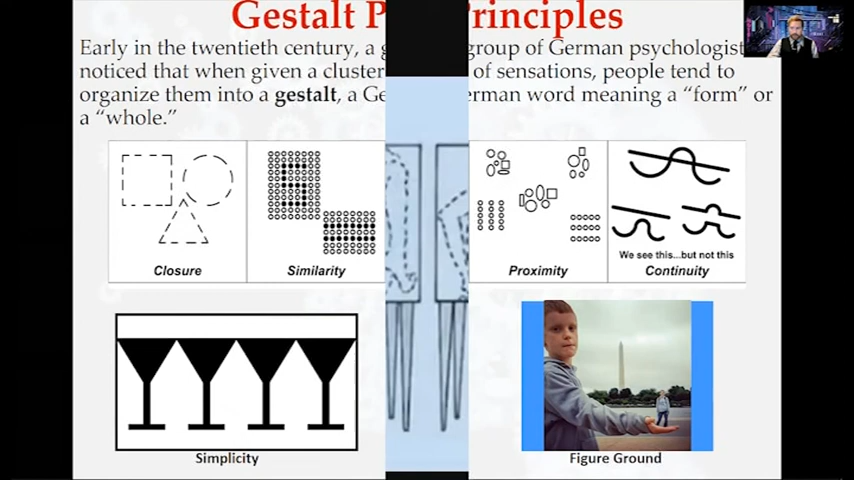 Gestalt P rinciples
Early in the twentieth century, a g group of German psychologist
noticed that when given a cluster of sensations, people tend to
organize them into a gestalt, a Ge erman word meaning a “form” or
a “whole.”
We see this...but not this
Closure
Similarity
Proximity
Continuity
Simplicity
Figure Ground